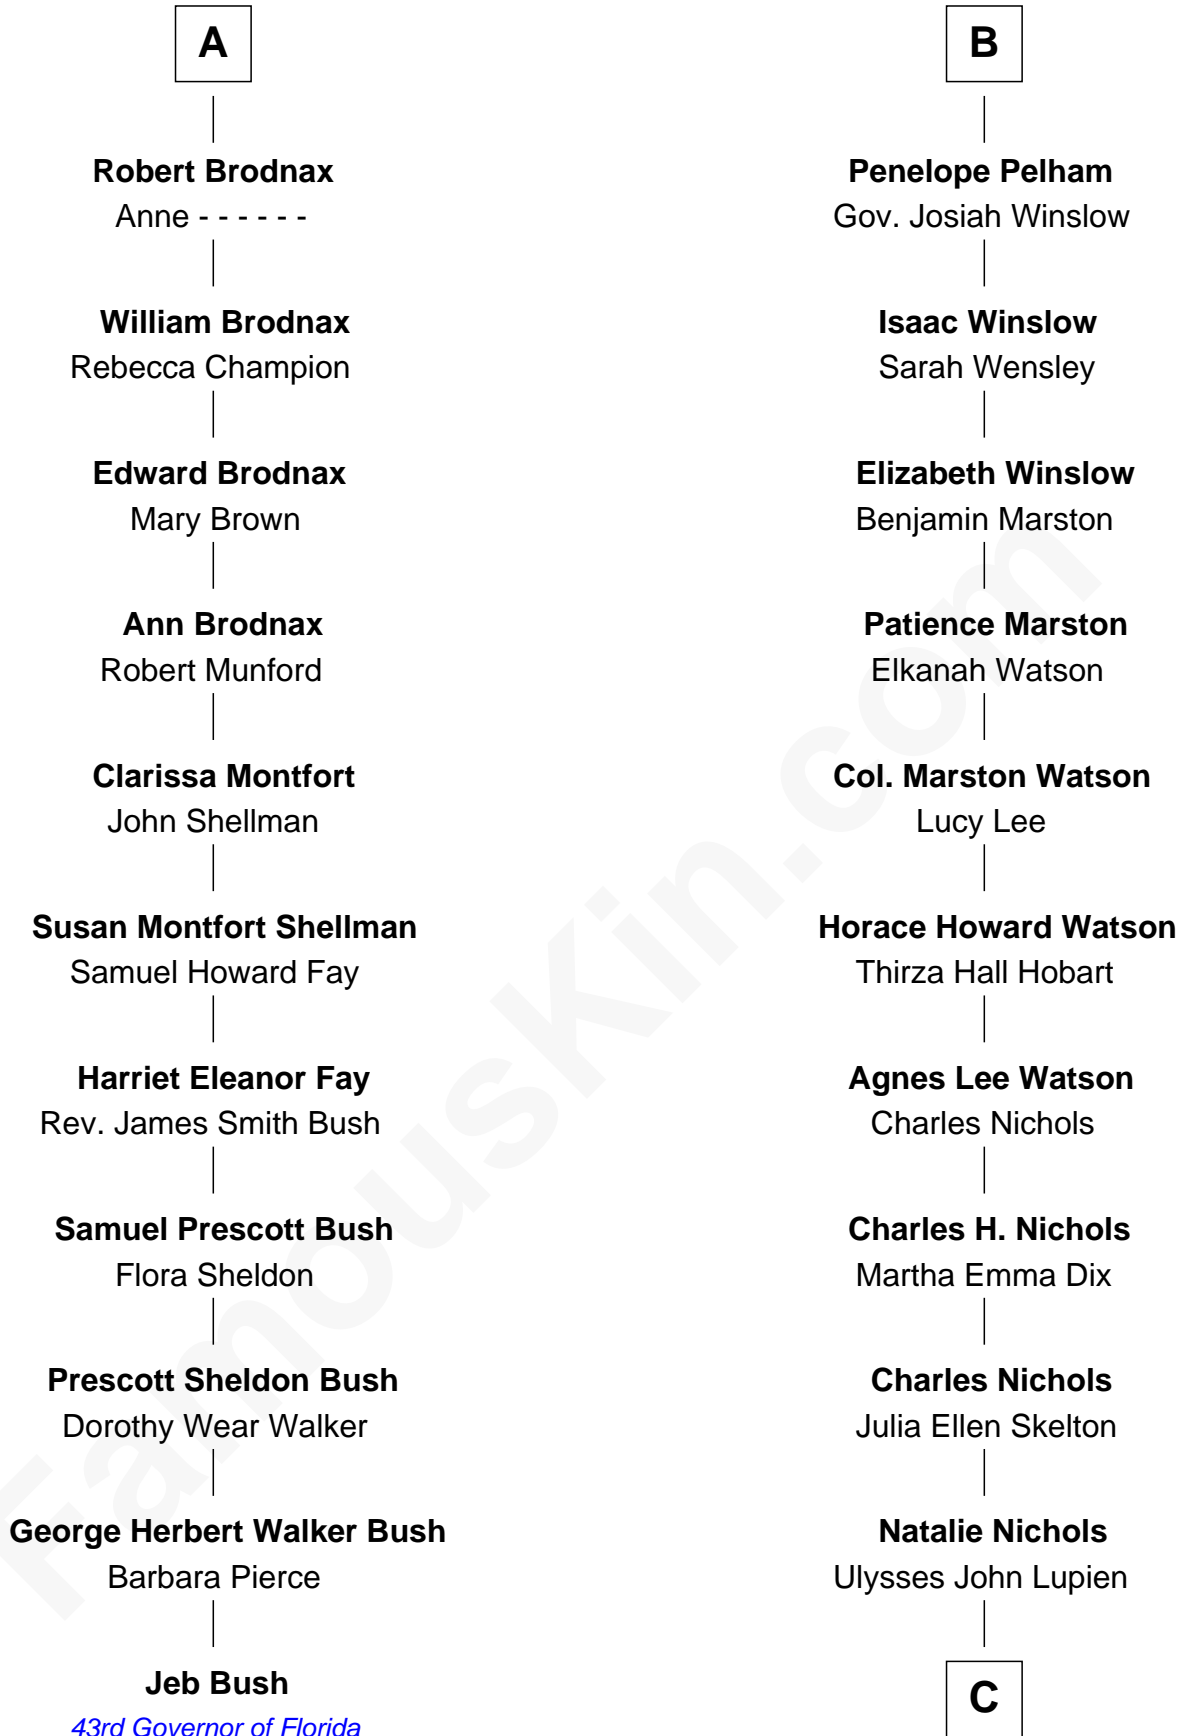 A
Robert Brodnax
Anne - - - - - -
William Brodnax
Rebecca Champion
Edward Brodnax
Mary Brown
Ann Brodnax
Robert Munford
Clarissa Montfort
John Shellman
Susan Montfort Shellman
Samuel Howard Fay
Harriet Eleanor Fay
Rev. James Smith Bush
Samuel Prescott Bush
Flora Sheldon
Prescott Sheldon Bush
Dorothy Wear Walker
George Herbert Walker Bush
Barbara Pierce
Jeb Bush
43rd Governor of Florida
B
Penelope Pelham
Gov. Josiah Winslow
Isaac Winslow
Sarah Wensley
Elizabeth Winslow
Benjamin Marston
Patience Marston
Elkanah Watson
Col. Marston Watson
Lucy Lee
Horace Howard Watson
Thirza Hall Hobart
Agnes Lee Watson
Charles Nichols
Charles H. Nichols
Martha Emma Dix
Charles Nichols
Julia Ellen Skelton
Natalie Nichols
Ulysses John Lupien
C
FamousKin.com